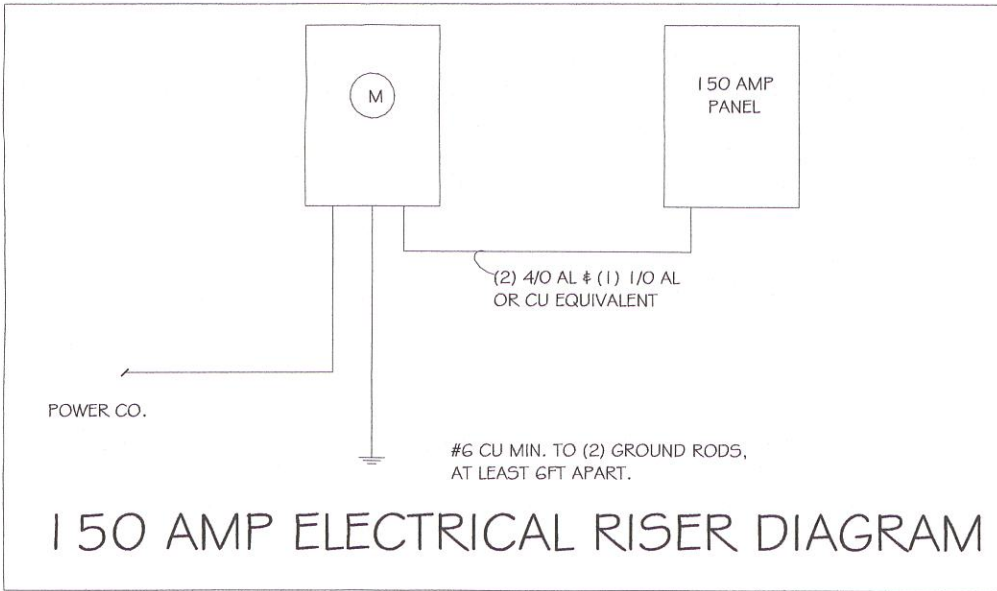 M
150 AMP
PANEL
(2) 4/0 AL & (1) 1/0 AL
OR CU EQUIVALENT
POWER CO.
#6 CU MIN. TO (2) GROUND RODS,
AT LEAST 6FT APART.
150 AMP ELECTRICAL RISER DIAGRAM